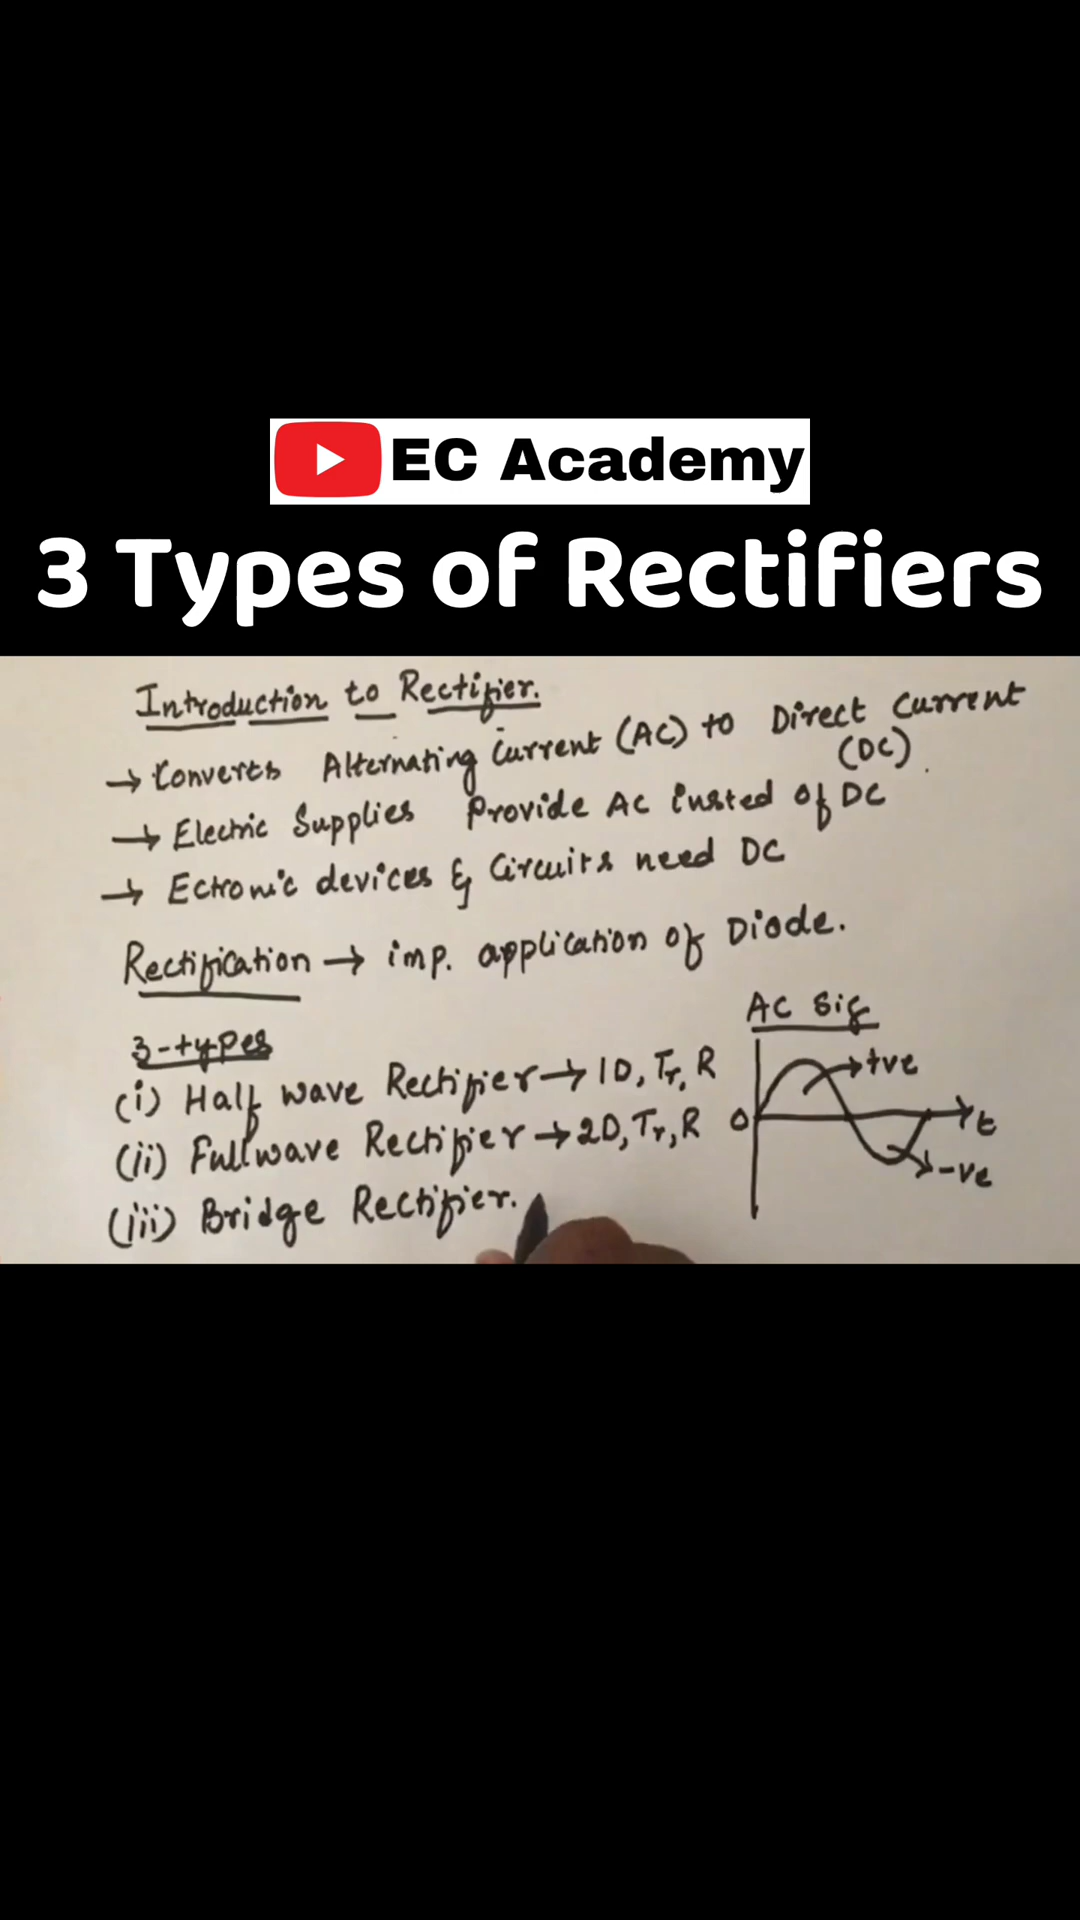 EC Academy
3 Types of Rectifiers
Introduction to Rectifier.
→ Converts Alternating Current (AC) to Direct Current (DC).
→ Electric Supplies Provide AC Insted of DC
→ Ectronic devices & Circuits need DC
Rectification → imp. application of Diode.
3-types
(i) Half wave Rectifier → 1D, Tr, R
(ii) Fullwave Rectifier → 2D, Tr, R
(iii) Bridge Rectifier.
AC Sig
+ve
0
t
-ve